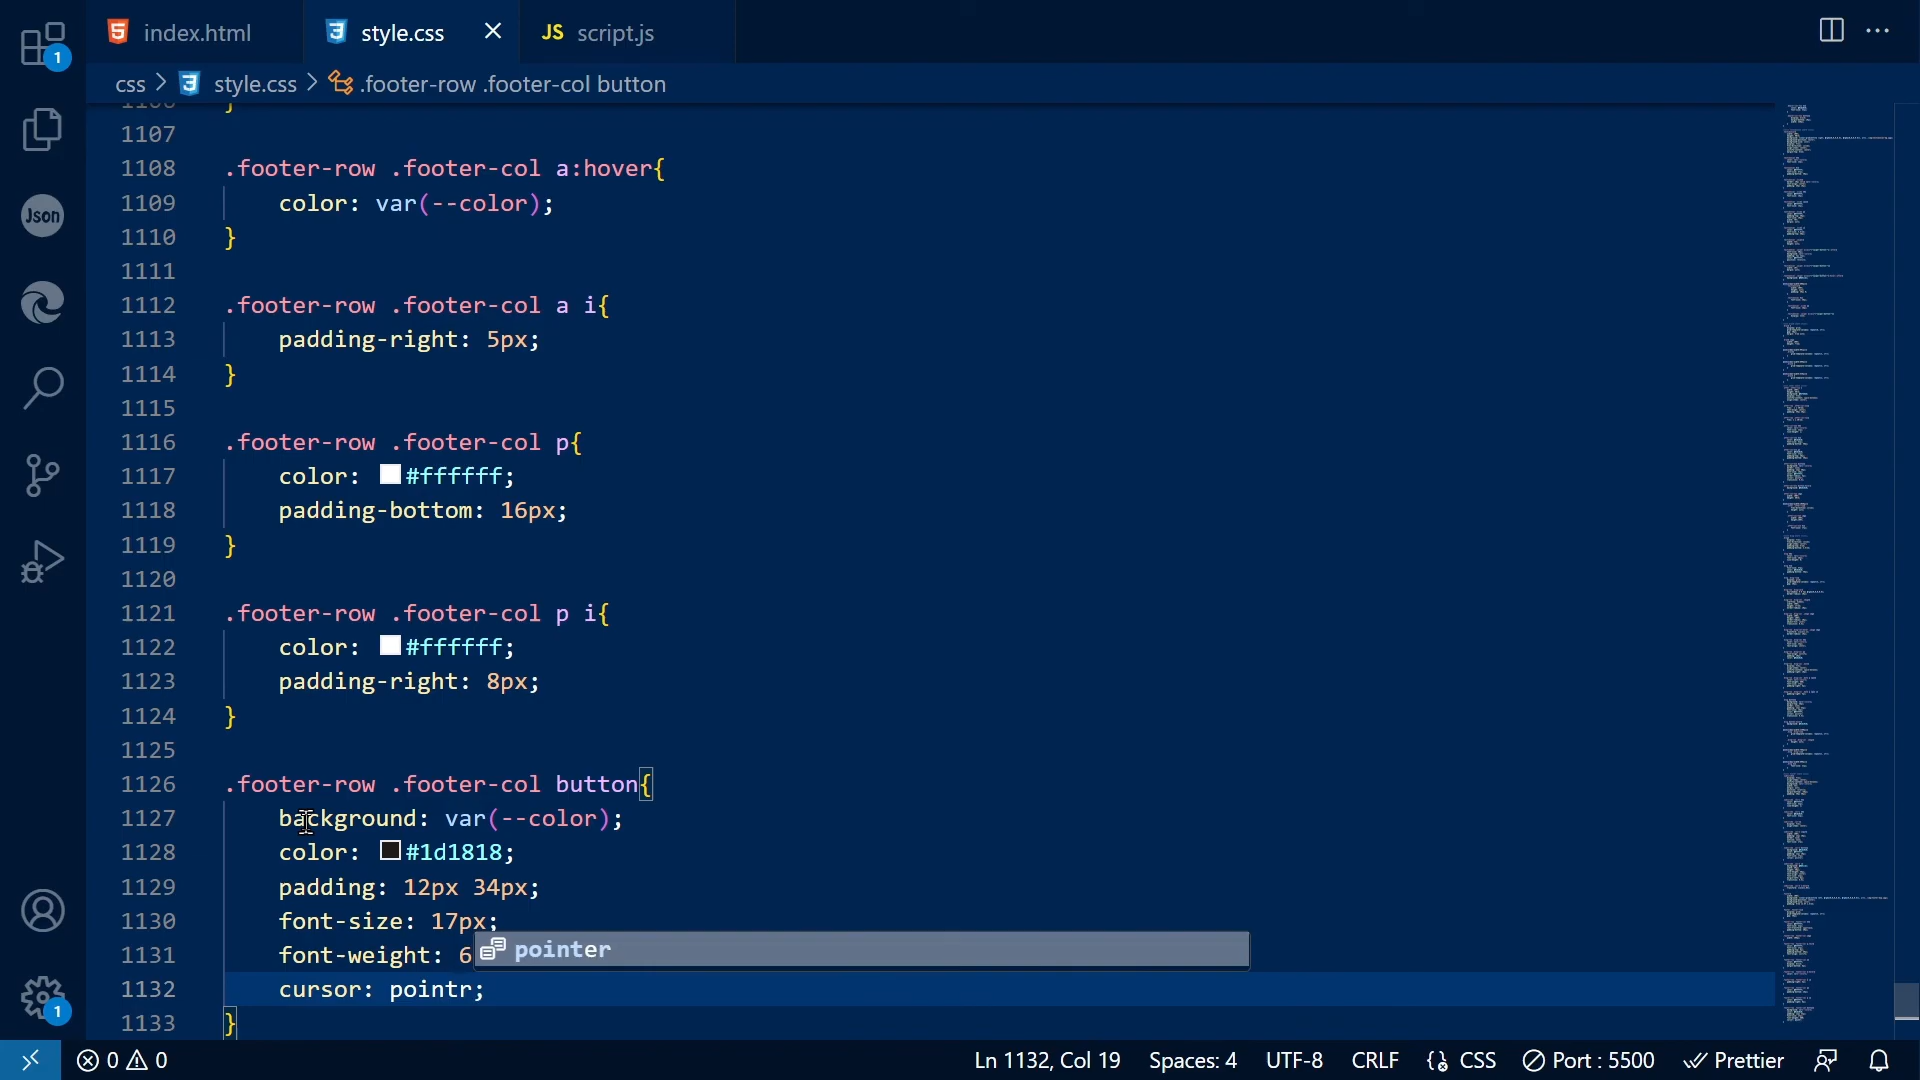 1
index.html
style.css
JS script.js
css > style.css > .footer-row .footer-col button
1106 }
1107
1108 .footer-row .footer-col a:hover{
1109 color: var(--color);
1110 }
1111
1112 .footer-row .footer-col a i{
1113 padding-right: 5px;
1114 }
1115
1116 .footer-row .footer-col p{
1117 color: #ffffff;
1118 padding-bottom: 16px;
1119 }
1120
1121 .footer-row .footer-col p i{
1122 color: #ffffff;
1123 padding-right: 8px;
1124 }
1125
1126 .footer-row .footer-col button{
1127 background: var(--color);
1128 color: #1d1818;
1129 padding: 12px 34px;
1130 font-size: 17px;
1131 font-weight: 6
pointer
1132 cursor: pointr;
1133 }
Json
1
0 0
Ln 1132, Col 19
Spaces: 4
UTF-8
CRLF
CSS
Port : 5500
Prettier